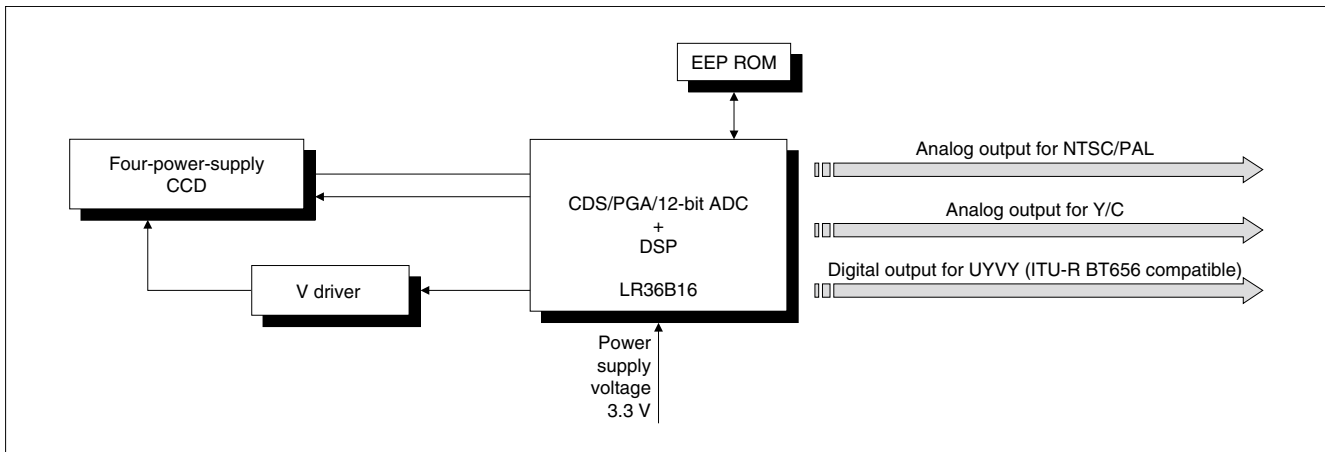 EEP ROM
Four-power-supply
CCD
CDS/PGA/12-bit ADC
+
DSP
LR36B16
V driver
Power
supply
voltage
3.3 V
Analog output for NTSC/PAL
Analog output for Y/C
Digital output for UYVY (ITU-R BT656 compatible)